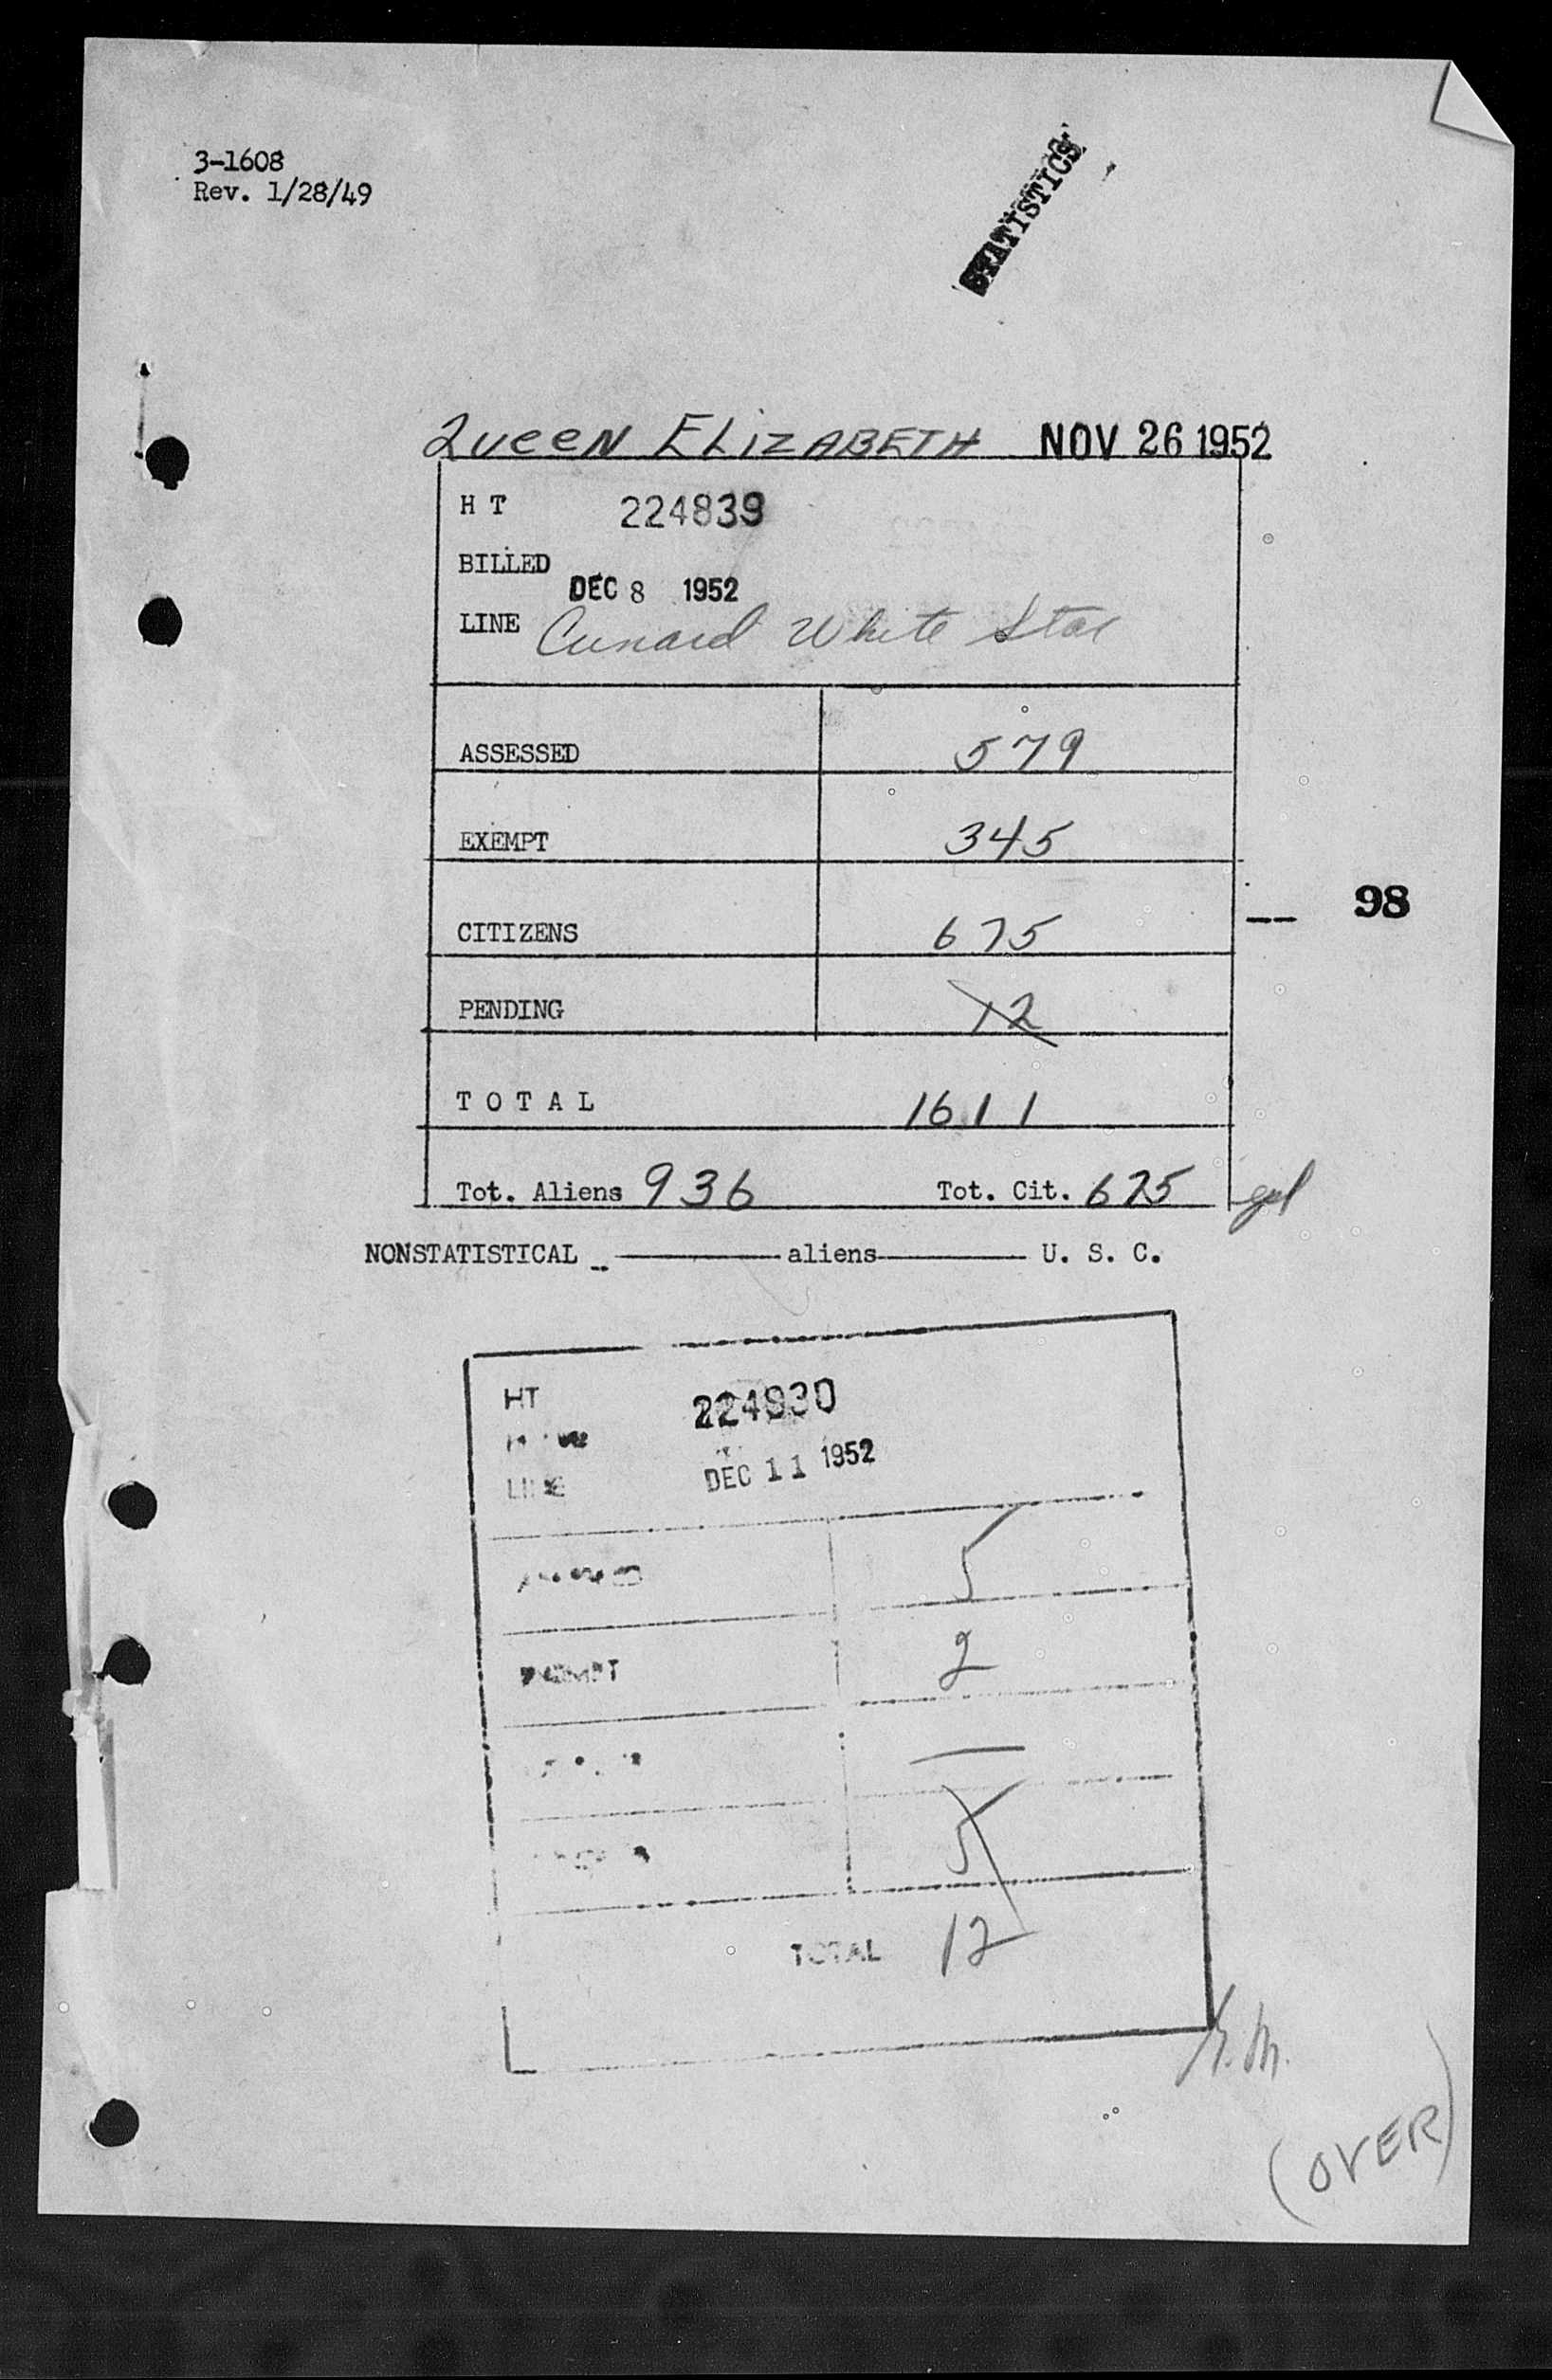 3-1608
Rev. 1/28/49
STATISTICS
QUEEN ELIZABETH NOV 26 1952
H T 224839
BILLED
DEC 8 1952
LINE Cunard White Star
ASSESSED 579
EXEMPT 345
CITIZENS 675
-- 98
PENDING 12
T O T A L 1611
Tot. Aliens 936 Tot. Cit. 675
NONSTATISTICAL -- aliens U. S. C.
HT 224930
LINE DEC 11 1952
5
EXEMPT 2
—
5
TOTAL 12
(OVER)